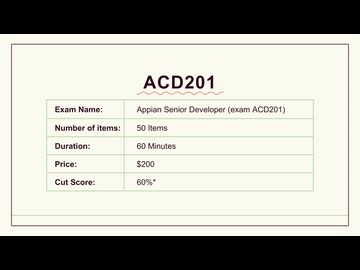 ACD201
Exam Name: Appian Senior Developer (exam ACD201)
Number of items: 50 Items
Duration: 60 Minutes
Price: $200
Cut Score: 60%*